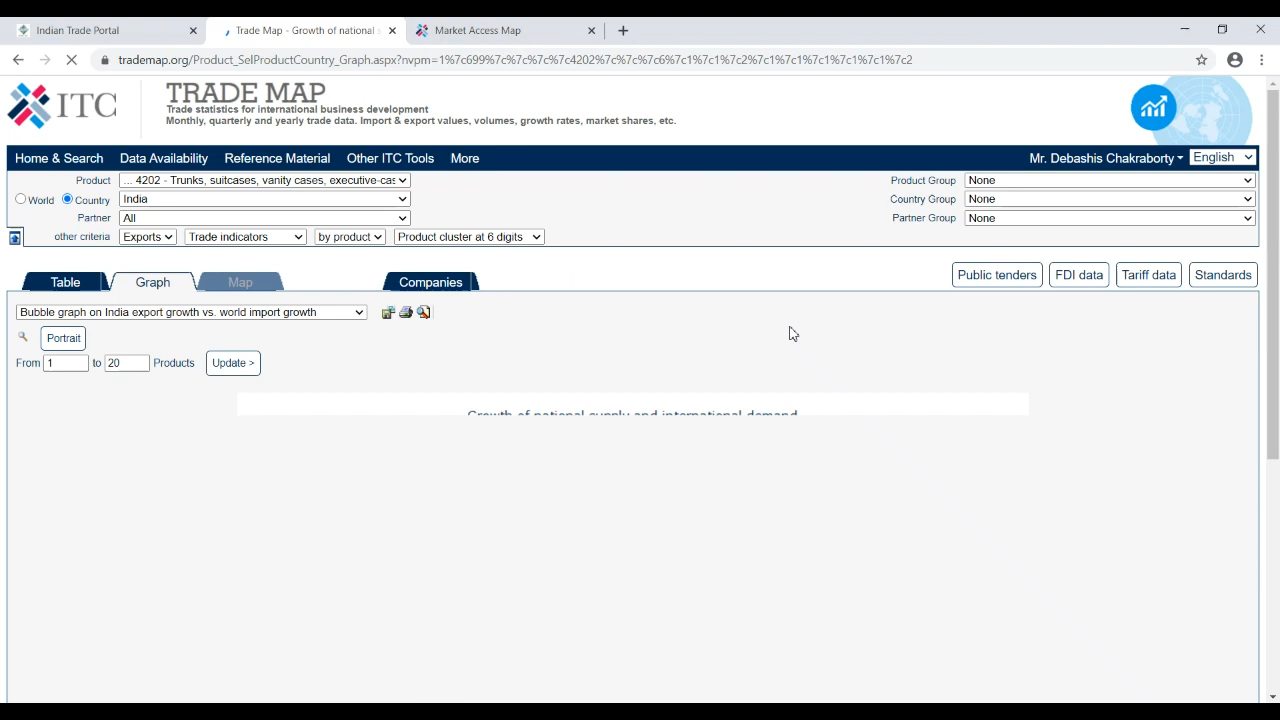 Indian Trade Portal
Trade Map - Growth of national
Market Access Map
trademap.org/Product_SelProductCountry_Graph.aspx?nvpm=1%7c699%7c%7c%7c%7c4202%7c%7c%7c6%7c1%7c1%7c2%7c1%7c1%7c1%7c1%7c1%7c2
ITC
TRADE MAP
Trade statistics for international business development
Monthly, quarterly and yearly trade data. Import & export values, volumes, growth rates, market shares, etc.
Home & Search Data Availability Reference Material Other ITC Tools More Mr. Debashis Chakraborty English
Product ... 4202 - Trunks, suitcases, vanity cases, executive-cas Product Group None
World Country India Country Group None
Partner All Partner Group None
other criteria Exports Trade indicators by product Product cluster at 6 digits
Table Graph Map Companies Public tenders FDI data Tariff data Standards
Bubble graph on India export growth vs. world import growth
Portrait
From 1 to 20 Products Update >
Growth of national supply and international demand